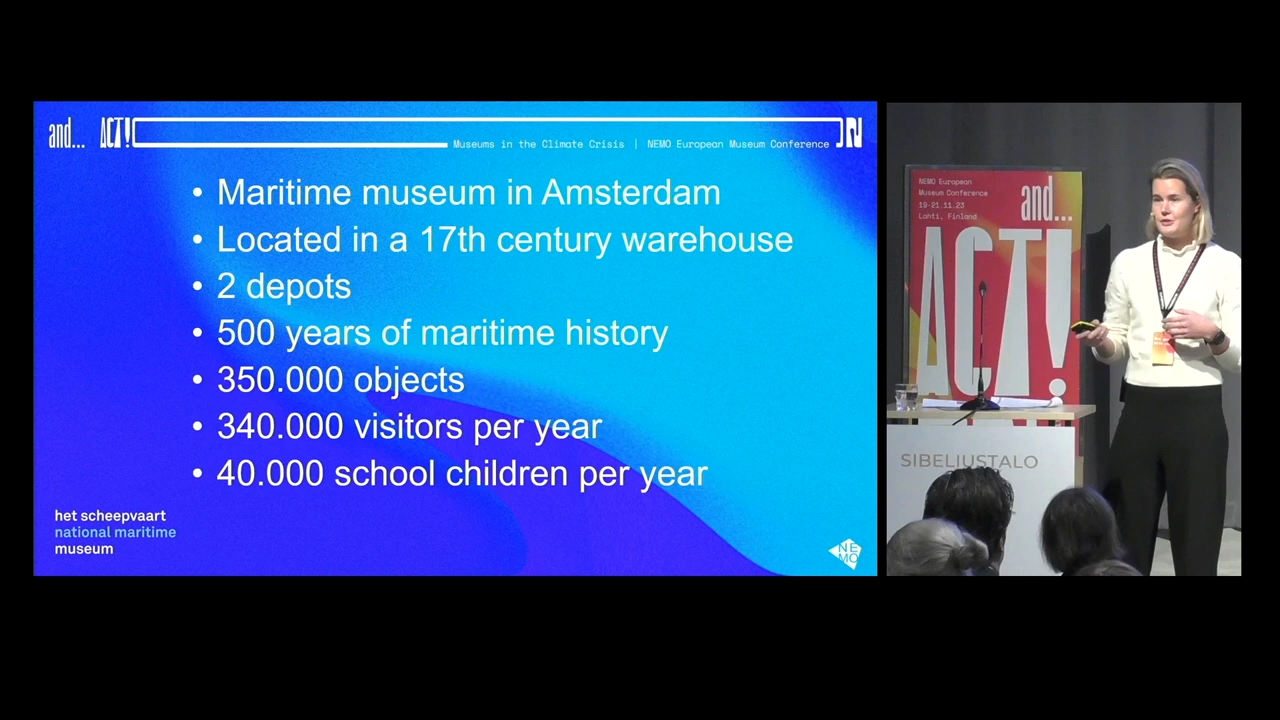 and... ACT!
Museums in the Climate Crisis | NEMO European Museum Conference
N
• Maritime museum in Amsterdam
• Located in a 17th century warehouse
• 2 depots
• 500 years of maritime history
• 350.000 objects
• 340.000 visitors per year
• 40.000 school children per year
het scheepvaart
national maritime
museum
NE
MO
NEMO European
Museum Conference
19-21.11.23
Lahti, Finland
and...
ACT!
SIBELIUSTALO